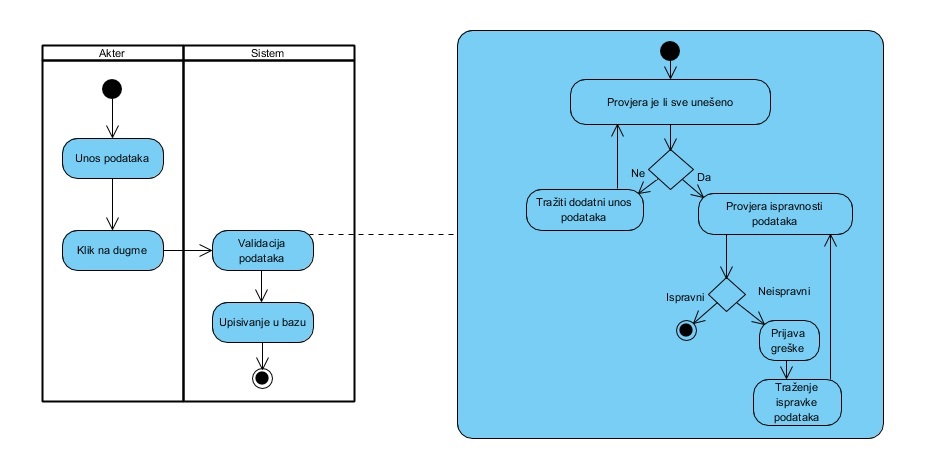 Akter
Sistem
Unos podataka
Klik na dugme
Validacija
podataka
Upisivanje u bazu
Provjera je li sve unešeno
Ne
Da
Tražiti dodatni unos
podataka
Provjera ispravnosti
podataka
Ispravni
Neispravni
Prijava
greške
Traženje
ispravke
podataka